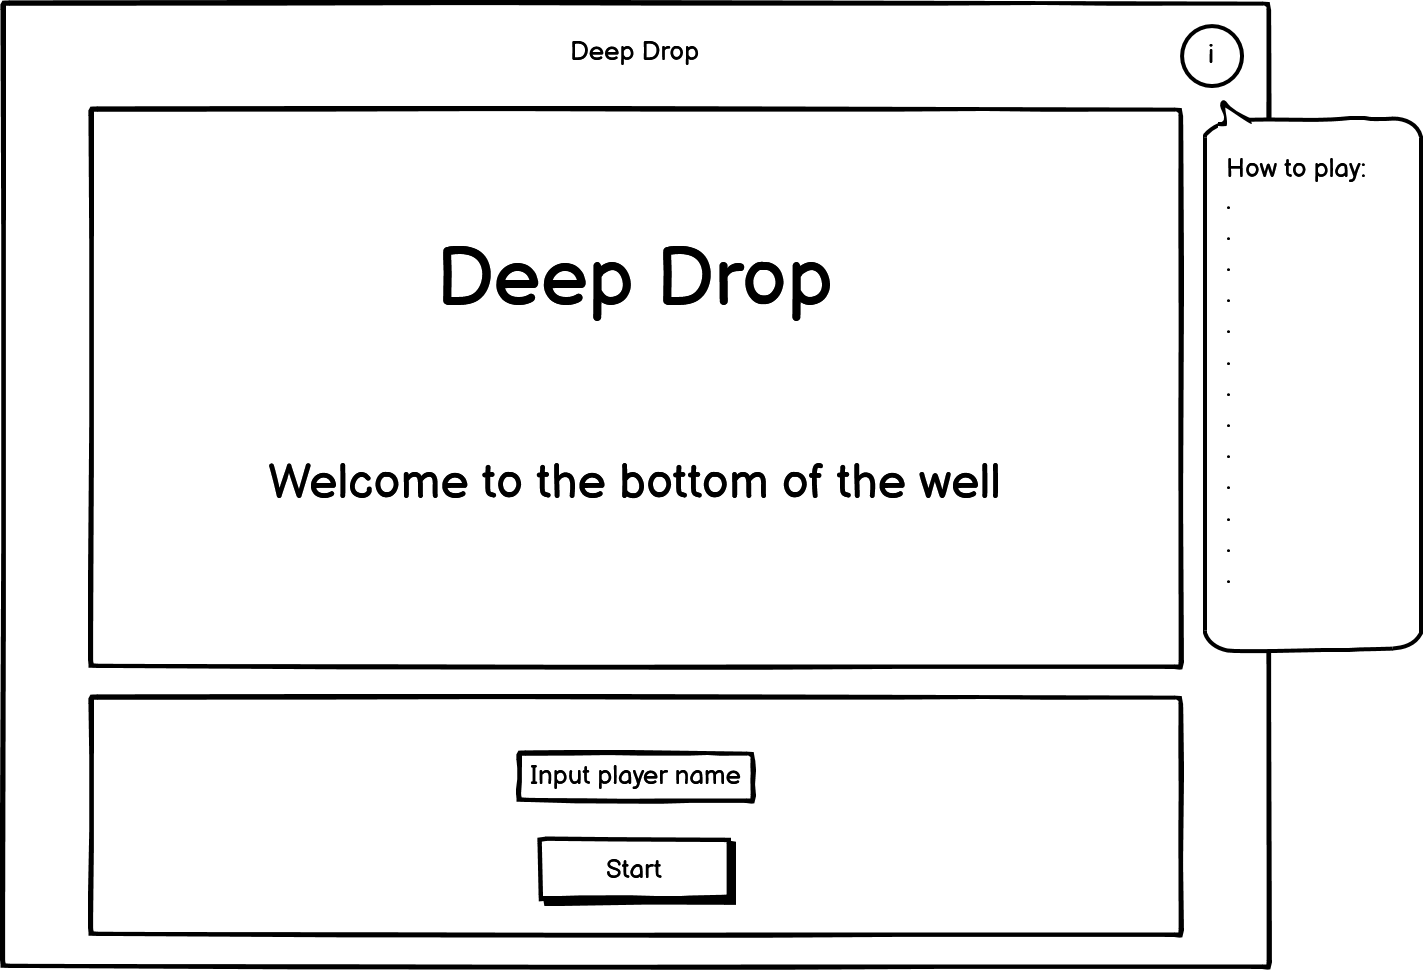 Deep Drop
i
How to play:
.
.
.
.
.
.
.
.
.
.
.
.
.
Deep Drop
Welcome to the bottom of the well
Input player name
Start